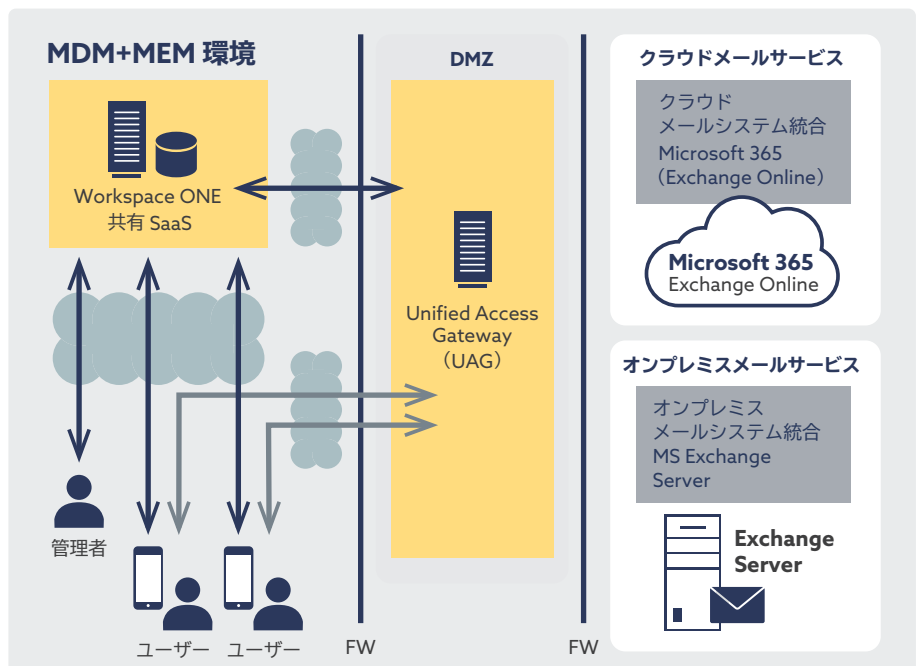 MDM+MEM 環境
Workspace ONE
共有 SaaS
管理者
ユーザー
ユーザー
FW
DMZ
Unified Access
Gateway
（UAG）
FW
クラウドメールサービス
クラウド
メールシステム統合
Microsoft 365
（Exchange Online）
Microsoft 365
Exchange Online
オンプレミスメールサービス
オンプレミス
メールシステム統合
MS Exchange
Server
Exchange
Server